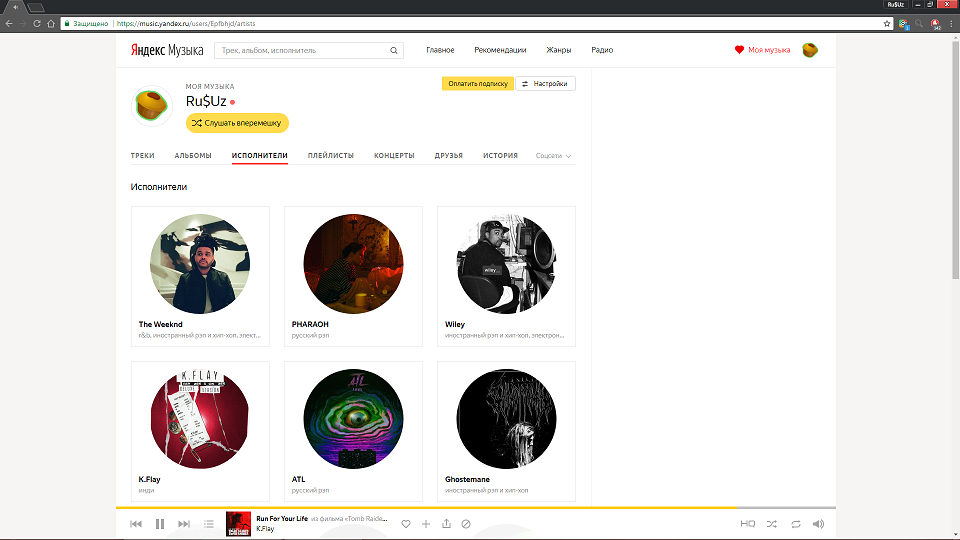 Ru$Uz
Защищено https://music.yandex.ru/users/Epfbhjd/artists
Яндекс Музыка
Трек, альбом, исполнитель
Главное Рекомендации Жанры Радио
Моя музыка
МОЯ МУЗЫКА
Ru$Uz
Оплатить подписку
Настройки
Слушать вперемешку
ТРЕКИ АЛЬБОМЫ ИСПОЛНИТЕЛИ ПЛЕЙЛИСТЫ КОНЦЕРТЫ ДРУЗЬЯ ИСТОРИЯ Соцсети
Исполнители
wiley
The Weeknd
r&b, иностранный рэп и хип-хоп, элект...
PHARAOH
русский рэп
Wiley
иностранный рэп и хип-хоп, электрон...
K.FLAY
DELUXE VERSION
ATL
K.Flay
инди
ATL
русский рэп
Ghostemane
иностранный рэп и хип-хоп
Run For Your Life из фильма «Tomb Raide...
K.Flay
HQ